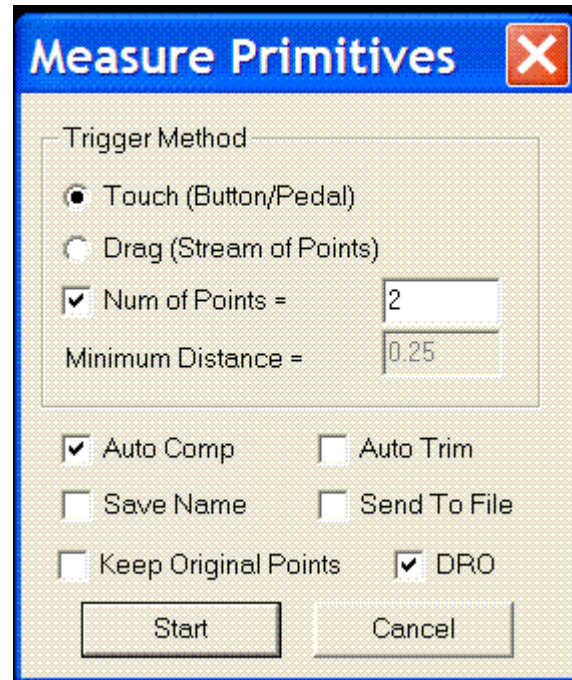 Measure Primitives
Trigger Method
Touch (Button/Pedal)
Drag (Stream of Points)
Num of Points = 2
Minimum Distance = 0.25
Auto Comp Auto Trim
Save Name Send To File
Keep Original Points DRO
Start Cancel